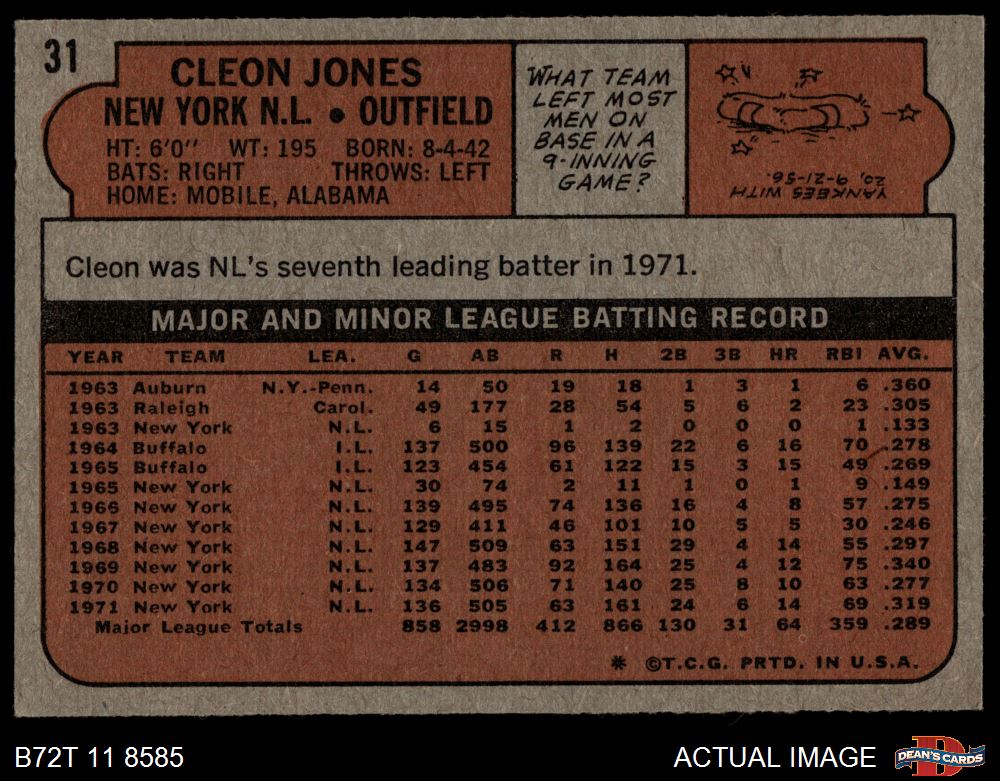 31
CLEON JONES
NEW YORK N.L. • OUTFIELD
HT: 6'0" WT: 195 BORN: 8-4-42
BATS: RIGHT THROWS: LEFT
HOME: MOBILE, ALABAMA
WHAT TEAM
LEFT MOST
MEN ON
BASE IN A
9-INNING
GAME?
YANKEES WITH
20, 9-21-56.
Cleon was NL's seventh leading batter in 1971.
MAJOR AND MINOR LEAGUE BATTING RECORD
YEAR TEAM LEA. G AB R H 2B 3B HR RBI AVG.
1963 Auburn N.Y.-Penn. 14 50 19 18 1 3 1 6 .360
1963 Raleigh Carol. 49 177 28 54 5 6 2 23 .305
1963 New York N.L. 6 15 1 2 0 0 0 1 .133
1964 Buffalo I.L. 137 500 96 139 22 6 16 70 .278
1965 Buffalo I.L. 123 454 61 122 15 3 15 49 .269
1965 New York N.L. 30 74 2 11 1 0 1 9 .149
1966 New York N.L. 139 495 74 136 16 4 8 57 .275
1967 New York N.L. 129 411 46 101 10 5 5 30 .246
1968 New York N.L. 147 509 63 151 29 4 14 55 .297
1969 New York N.L. 137 483 92 164 25 4 12 75 .340
1970 New York N.L. 134 506 71 140 25 8 10 63 .277
1971 New York N.L. 136 505 63 161 24 6 14 69 .319
Major League Totals 858 2998 412 866 130 31 64 359 .289
* ©T.C.G. PRTD. IN U.S.A.
B72T 11 8585
ACTUAL IMAGE
D
DEAN'S CARDS